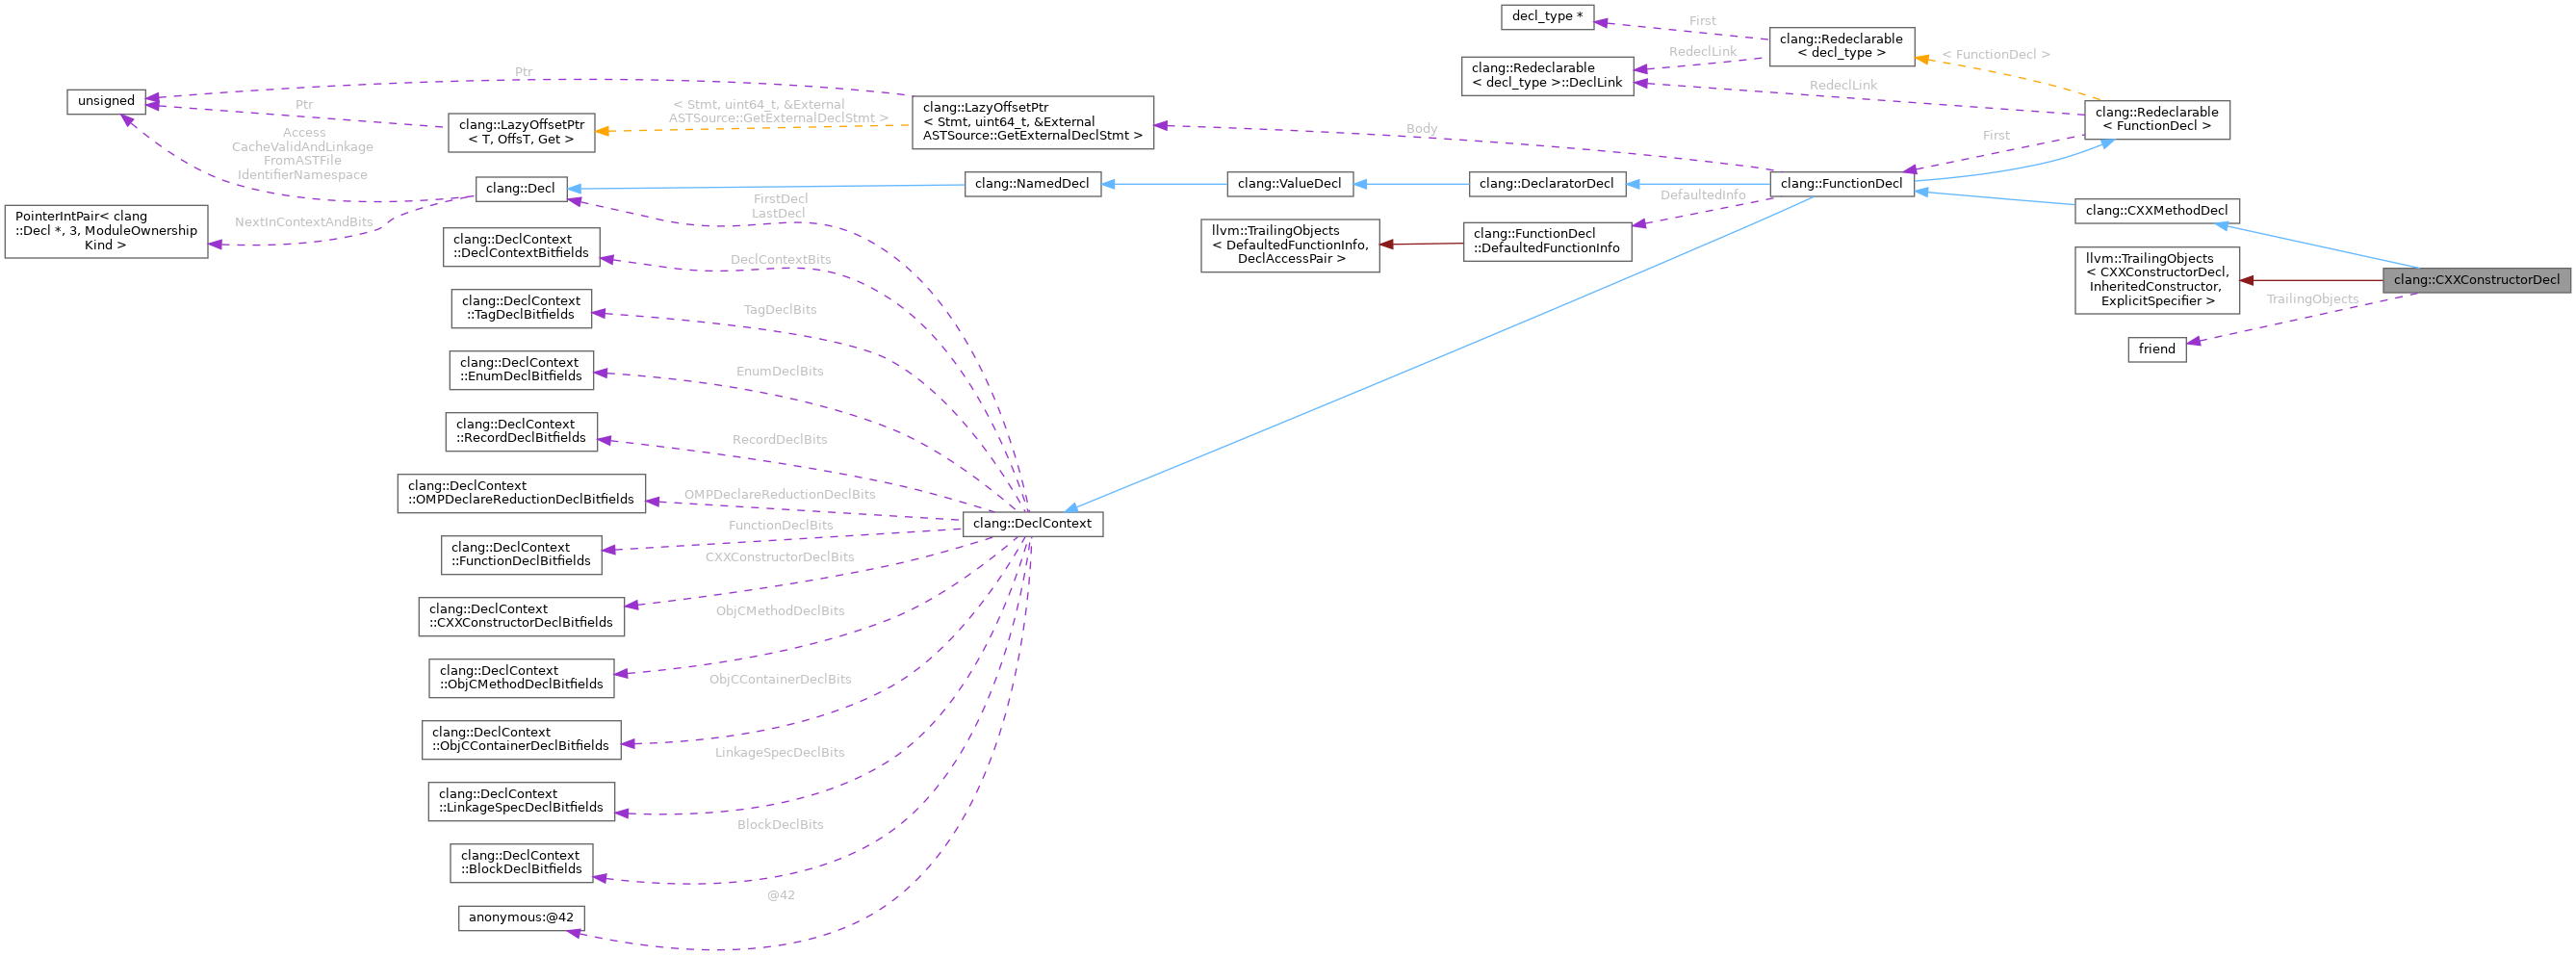 decl_type *
First
clang::Redeclarable
< decl_type >
RedeclLink
< FunctionDecl >
clang::Redeclarable
< decl_type >::DeclLink
RedeclLink
clang::Redeclarable
< FunctionDecl >
First
Ptr
unsigned
Ptr
clang::LazyOffsetPtr
< T, OffsT, Get >
< Stmt, uint64_t, &External
ASTSource::GetExternalDeclStmt >
clang::LazyOffsetPtr
< Stmt, uint64_t, &External
ASTSource::GetExternalDeclStmt >
Body
Access
CacheValidAndLinkage
FromASTFile
IdentifierNamespace
clang::Decl
clang::NamedDecl
clang::ValueDecl
clang::DeclaratorDecl
clang::FunctionDecl
DefaultedInfo
clang::CXXMethodDecl
PointerIntPair< clang
::Decl *, 3, ModuleOwnership
Kind >
NextInContextAndBits
FirstDecl
LastDecl
llvm::TrailingObjects
< DefaultedFunctionInfo,
DeclAccessPair >
clang::FunctionDecl
::DefaultedFunctionInfo
llvm::TrailingObjects
< CXXConstructorDecl,
InheritedConstructor,
ExplicitSpecifier >
clang::CXXConstructorDecl
TrailingObjects
friend
clang::DeclContext
::DeclContextBitfields
DeclContextBits
clang::DeclContext
::TagDeclBitfields
TagDeclBits
clang::DeclContext
::EnumDeclBitfields
EnumDeclBits
clang::DeclContext
::RecordDeclBitfields
RecordDeclBits
clang::DeclContext
::OMPDeclareReductionDeclBitfields
OMPDeclareReductionDeclBits
clang::DeclContext
clang::DeclContext
::FunctionDeclBitfields
FunctionDeclBits
clang::DeclContext
::CXXConstructorDeclBitfields
CXXConstructorDeclBits
clang::DeclContext
::ObjCMethodDeclBitfields
ObjCMethodDeclBits
clang::DeclContext
::ObjCContainerDeclBitfields
ObjCContainerDeclBits
clang::DeclContext
::LinkageSpecDeclBitfields
LinkageSpecDeclBits
clang::DeclContext
::BlockDeclBitfields
BlockDeclBits
anonymous:@42
@42